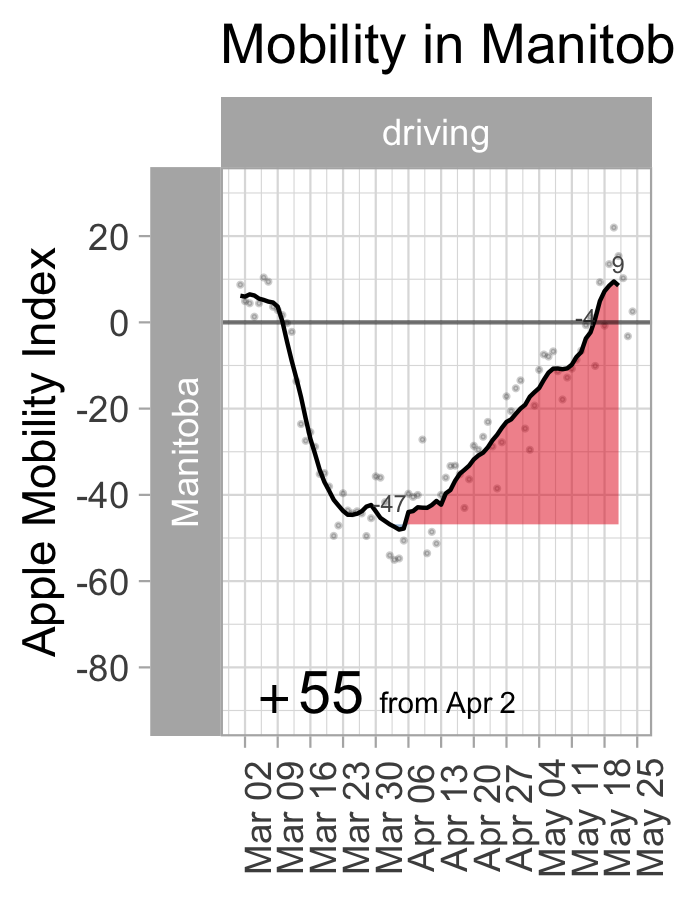 Mobility in Manitob
driving
Manitoba
Apple Mobility Index
20
0
-20
-40
-60
-80
9
-4
-47
+55 from Apr 2
Mar 02
Mar 09
Mar 16
Mar 23
Mar 30
Apr 06
Apr 13
Apr 20
Apr 27
May 04
May 11
May 18
May 25